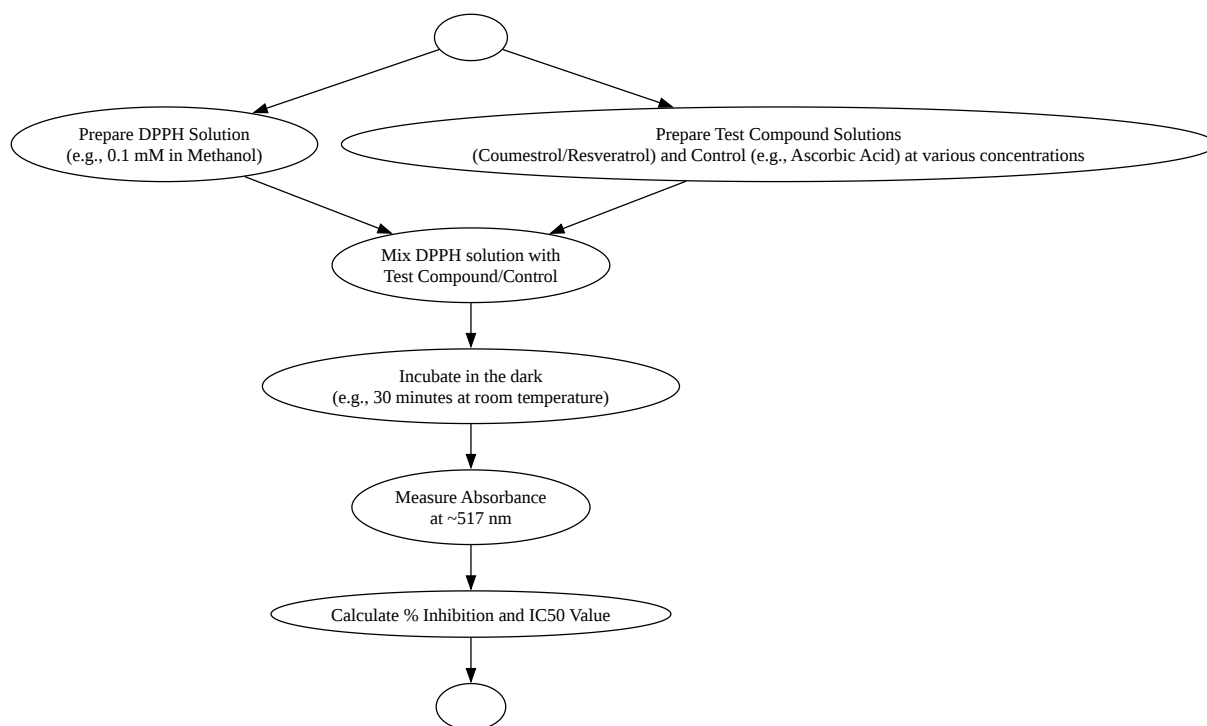 Prepare DPPH Solution
(e.g., 0.1 mM in Methanol)
Prepare Test Compound Solutions
(Coumestrol/Resveratrol) and Control (e.g., Ascorbic Acid) at various concentrations
Mix DPPH solution with
Test Compound/Control
Incubate in the dark
(e.g., 30 minutes at room temperature)
Measure Absorbance
at ~517 nm
Calculate % Inhibition and IC50 Value